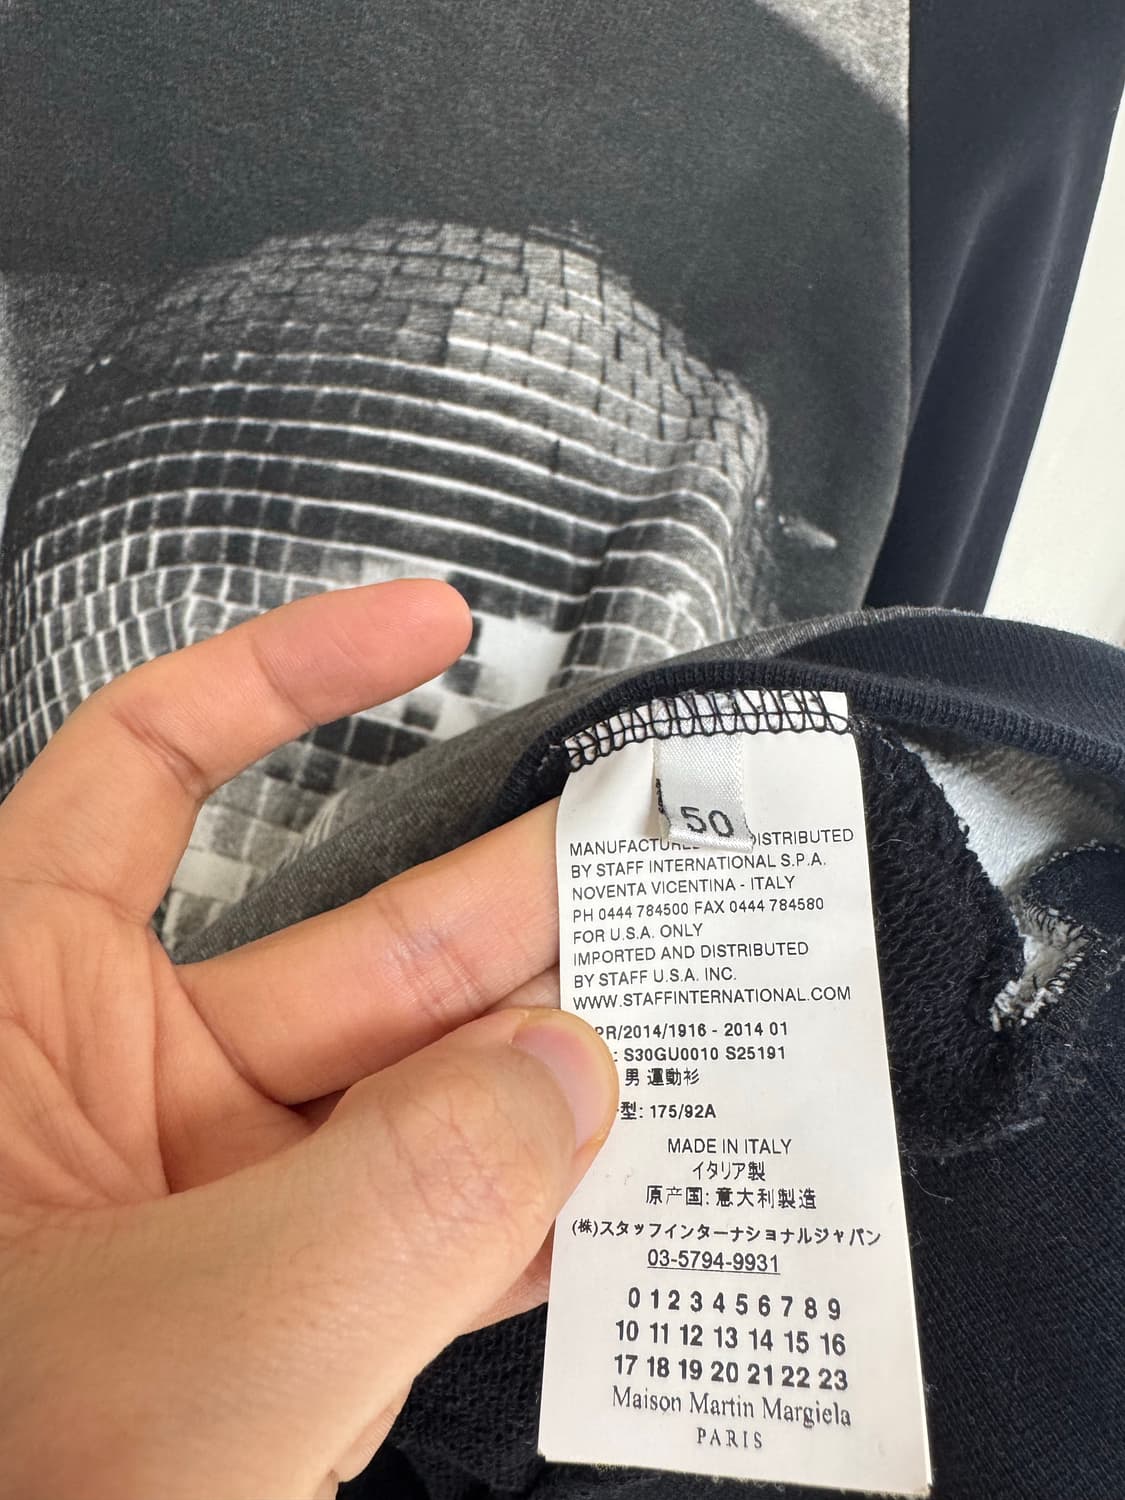 50
MANUFACTURED DISTRIBUTED
BY STAFF INTERNATIONAL S.P.A.
NOVENTA VICENTINA - ITALY
PH 0444 784500 FAX 0444 784580
FOR U.S.A. ONLY
IMPORTED AND DISTRIBUTED
BY STAFF U.S.A. INC.
WWW.STAFFINTERNATIONAL.COM
PR/2014/1916 - 2014 01
: S30GU0010 S25191
男 運動衫
型: 175/92A
MADE IN ITALY
イタリア製
原产国: 意大利製造
(株)スタッフインターナショナルジャパン
03-5794-9931
0 1 2 3 4 5 6 7 8 9
10 11 12 13 14 15 16
17 18 19 20 21 22 23
Maison Martin Margiela
PARIS